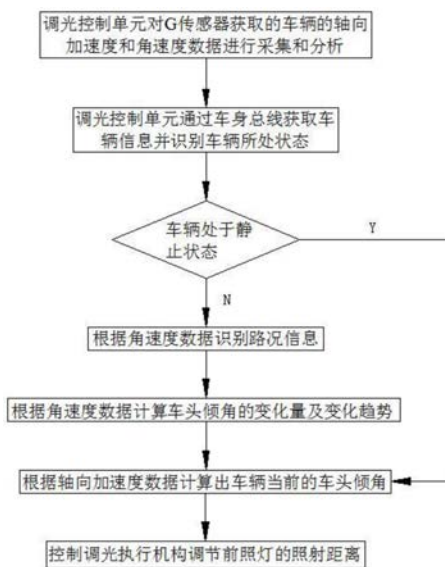 调光控制单元对G传感器获取的车辆的轴向
加速度和角速度数据进行采集和分析
调光控制单元通过车身总线获取车
辆信息并识别车辆所处状态
车辆处于静
止状态
Y
N
根据角速度数据识别路况信息
根据角速度数据计算车头倾角的变化量及变化趋势
根据轴向加速度数据计算出车辆当前的车头倾角
控制调光执行机构调节前照灯的照射距离